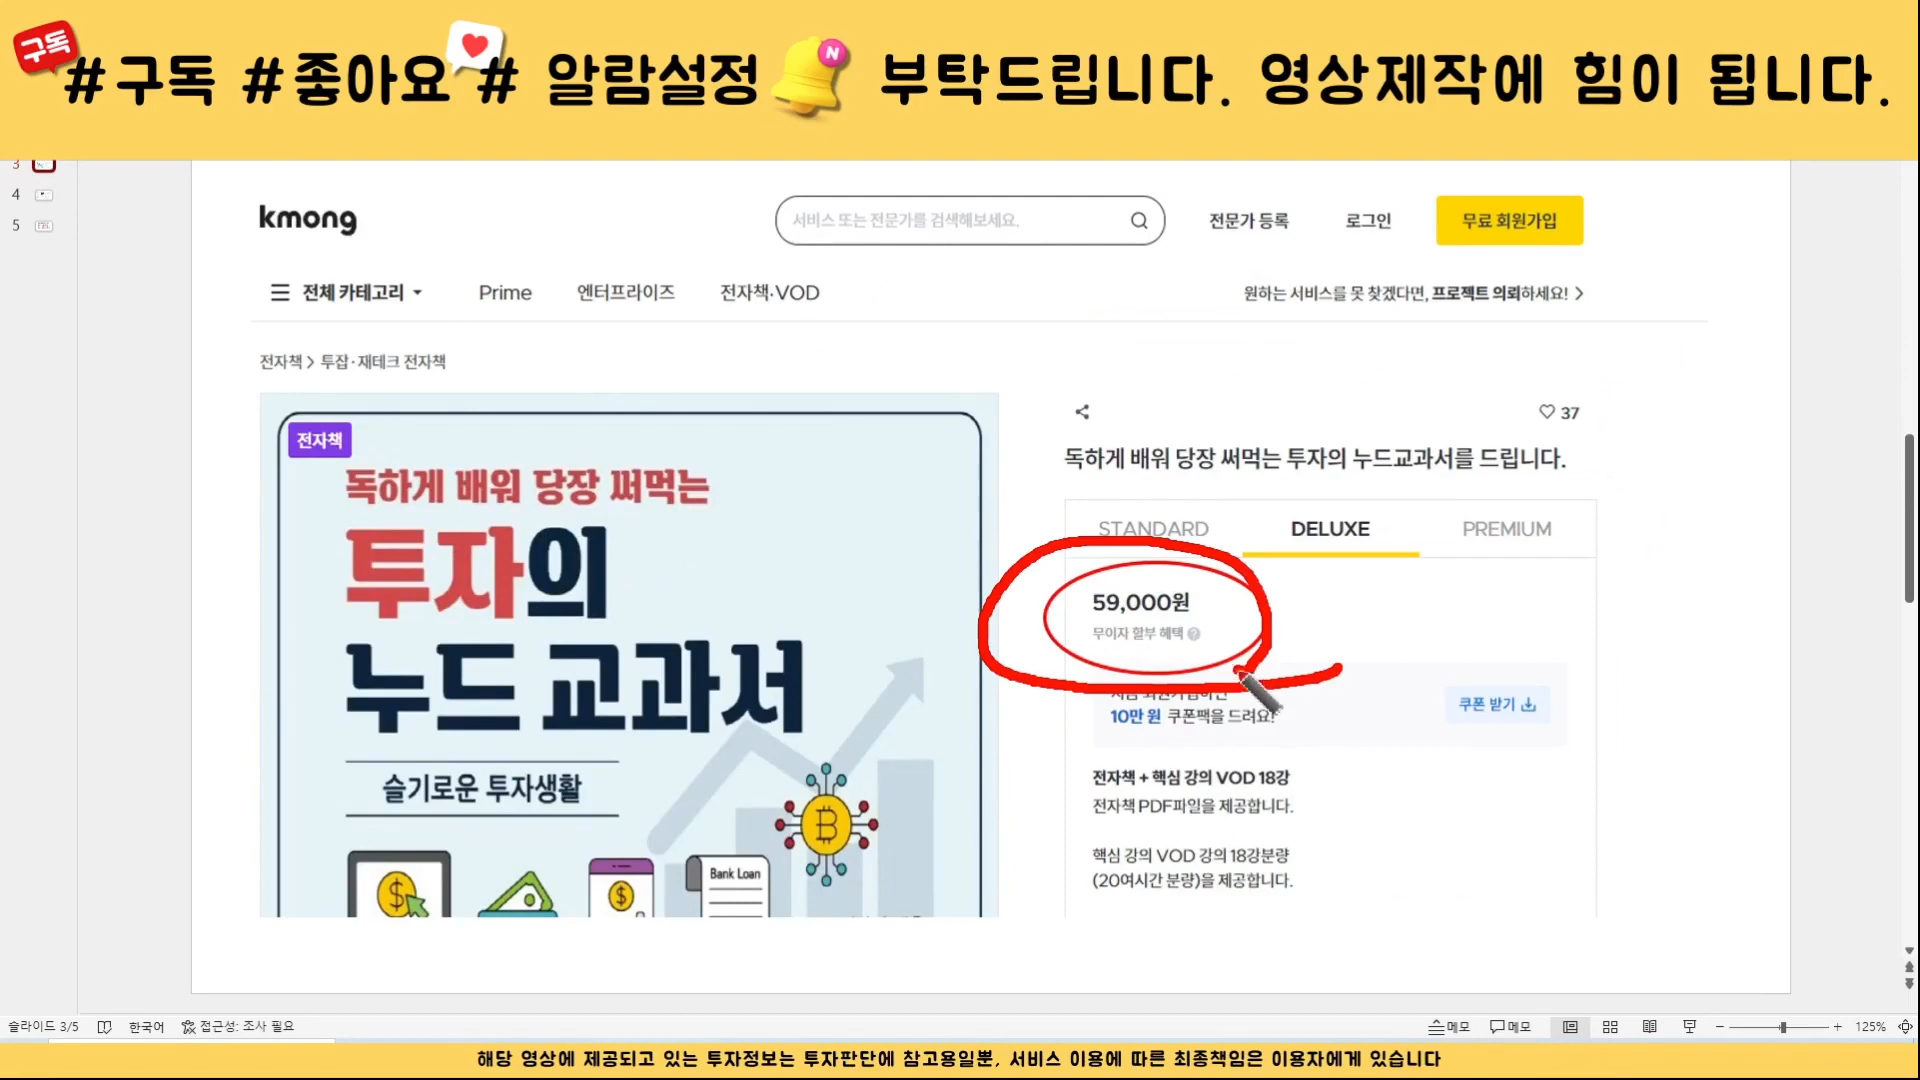 구독
#구독 #좋아요 # 알람설정 N 부탁드립니다. 영상제작에 힘이 됩니다.
3
4
5
kmong
서비스 또는 전문가를 검색해보세요.
전문가 등록
로그인
무료 회원가입
전체 카테고리
Prime
엔터프라이즈
전자책·VOD
원하는 서비스를 못 찾겠다면, 프로젝트 의뢰하세요!
전자책 > 투잡·재테크 전자책
전자책
독하게 배워 당장 써먹는
투자의
누드교과서
슬기로운 투자생활
Bank Loan
37
독하게 배워 당장 써먹는 투자의 누드교과서를 드립니다.
STANDARD
DELUXE
PREMIUM
59,000원
무이자 할부 혜택
10만 원 쿠폰팩을 드려요!
쿠폰 받기
전자책 + 핵심 강의 VOD 18강
전자책 PDF파일을 제공합니다.
핵심 강의 VOD 강의 18강분량
(20여시간 분량)을 제공합니다.
슬라이드 3/5
한국어
접근성: 조사 필요
메모
메모
125%
해당 영상에 제공되고 있는 투자정보는 투자판단에 참고용일뿐, 서비스 이용에 따른 최종책임은 이용자에게 있습니다